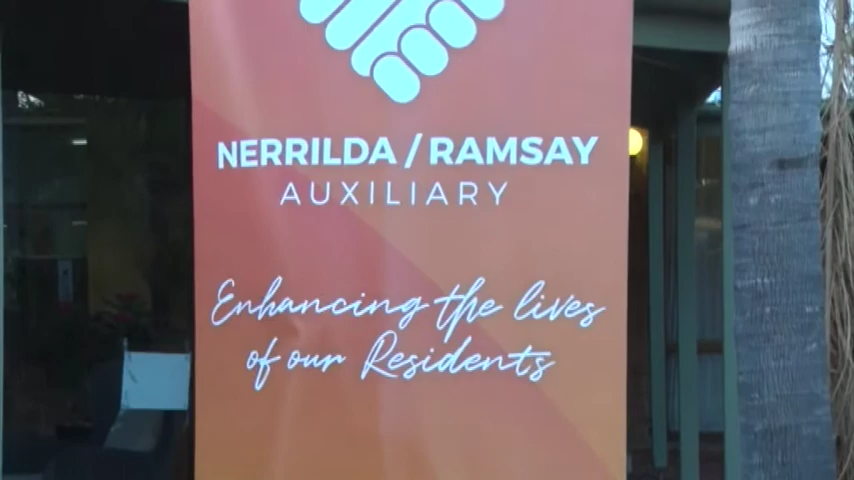 NERRILDA / RAMSAY
AUXILIARY
Enhancing the lives
of our Residents